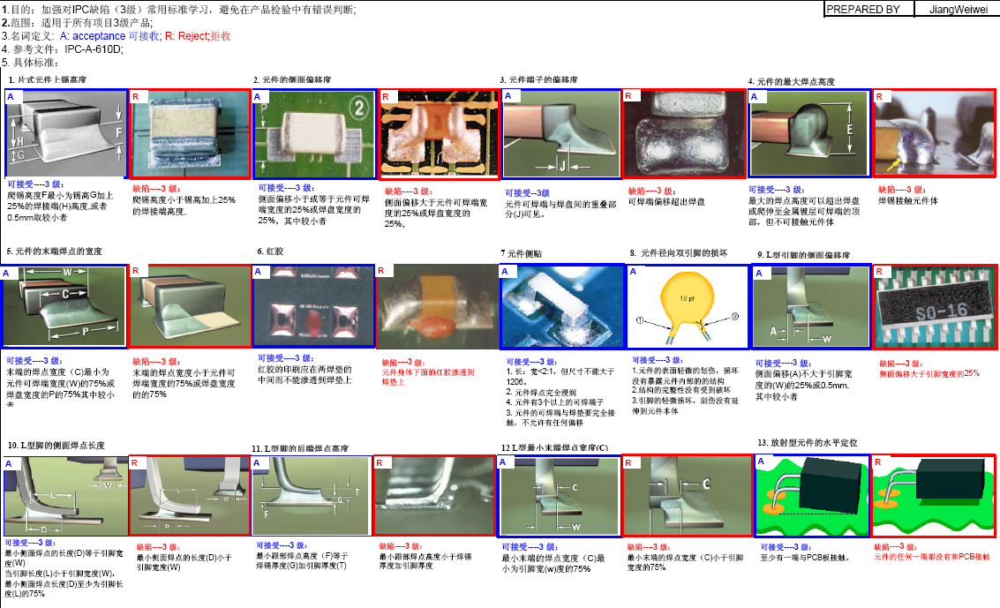 1.目的：加强对IPC缺陷（3级）常用标准学习，避免在产品检验中有错误判断;
PREPARED BY
JiangWeiwei
2.范围：适用于所有项目3级产品;
3.名词定义: A: acceptance 可接收; R: Reject;拒收
4. 参考文件：IPC-A-610D;
5. 具体标准：
1. 片式元件上锡高度
A
H
G
F
R
可接受----3 级：
爬锡高度F最小为锡高G加上
25%的焊接端(H)高度,或者
0.5mm取较小者
缺陷----3 级：
爬锡高度小于锡高加上25%
的焊接端高度.
2. 元件的侧面偏移度
A
P
②
R
可接受----3 级：
侧面偏移小于或等于元件可焊
端宽度的25%或焊盘宽度的
25%，其中较小者
缺陷----3 级：
侧面偏移大于元件可焊端宽
度的25%或焊盘宽度的
25%，
3. 元件端子的偏移度
A
J
R
可接受--3级
元件可焊端与焊盘间的重叠部
分(J)可见。
缺陷----3 级：
可焊端偏移超出焊盘
4. 元件的最大焊点高度
A
E
R
可接受----3 级：
最大的焊点高度可以超出焊盘
或爬伸至金属镀层可焊端的顶
部，但不可接触元件体
缺陷----3 级：
焊锡接触元件体
5. 元件的末端焊点的宽度
A
W
C
P
R
可接受----3 级：
末端的焊点宽度（C)最小为
元件可焊端宽度(W)的75%或
焊盘宽度的P的75%其中较小
者
缺陷----3 级：
末端的焊点宽度小于元件可
焊端宽度的75%或焊盘宽度
的的75%
6. 红胶
A
R
可接受----3 级：
红胶的印刷应在两焊垫的
中间而不能渗透到焊垫上
缺陷----3 级：
元件身体下面的红胶渗透到
焊垫上
7 元件侧贴
A
可接受----3 级：
1. 长：宽<2:1，但尺寸不能大于
1206。
2. 元件焊点完全浸润
4. 元件有3个以上的可焊端子
3. 元件的可焊端与焊垫要完全接
触，不允许有任何偏移
8. 元件径向双引脚的损坏
A
10 pf
①
②
可接受----3 级：
1.元件的表面轻微的刮伤，损坏
没有暴露元件内部的的结构
2.结构的完整性没有受到破坏
3.引脚的轻微损坏，刮伤没有延
伸到元件本体
9. L型引脚的侧面偏移度
A
A
W
R
SO-16
可接受----3 级：
侧面偏移(A)不大于引脚宽
度的(W)的25%或0.5mm,
其中较小者
缺陷----3 级：
侧面偏移大于引脚宽度的25%
10. L型脚的侧面焊点长度
A
L
W
D
R
L
W
D
可接受----3 级：
最小侧面焊点的长度(D)等于引脚宽
度(W)
当引脚长度(L)小于引脚宽度(W),
最小侧面焊点长度(D)至少为引脚长
度(L)的75%
缺陷----3 级：
最小侧面焊点的长度(D)小于
引脚宽度(W)
11. L型脚的后端焊点高度
A
T
G
F
R
可接受----3 级：
最小跟部焊点高度（F)等于
焊锡厚度(G)加引脚厚度(T)
缺陷----3 级：
最小跟部焊点高度小于焊锡
厚度加引脚厚度
12 L型最小末端焊点宽度(C)
A
C
W
R
C
可接受----3 级：
最小末端的焊点宽度（C)最
小为引脚宽(w)度的75%
缺陷----3 级：
最小末端的焊点宽度（C)小于引脚
宽度的75%
13. 放射型元件的水平定位
A
R
可接受----3 级：
至少有一端与PCB板接触。
缺陷----3 级：
元件的任何一端都没有和PCB接触